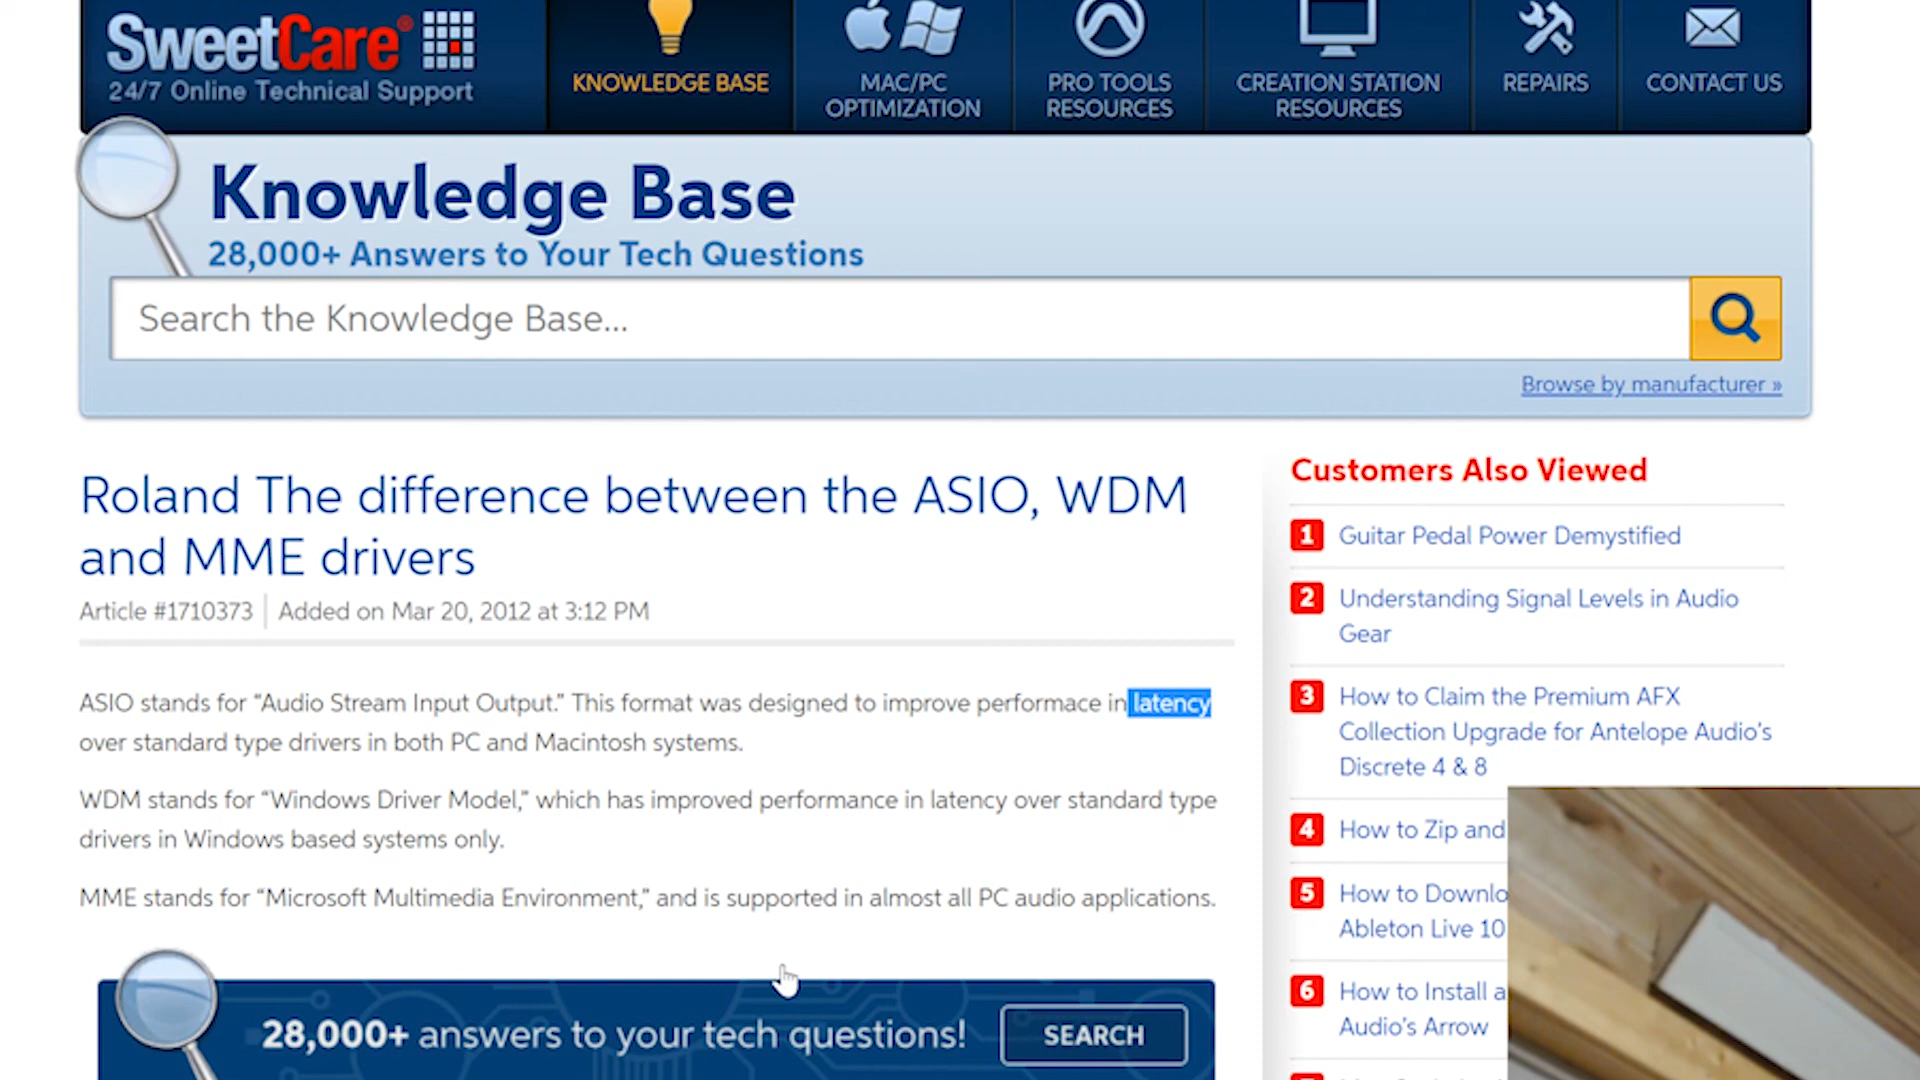 SweetCare®
24/7 Online Technical Support
KNOWLEDGE BASE
MAC/PC
OPTIMIZATION
PRO TOOLS
RESOURCES
CREATION STATION
RESOURCES
REPAIRS
CONTACT US
Knowledge Base
28,000+ Answers to Your Tech Questions
Search the Knowledge Base...
Browse by manufacturer »
Roland The difference between the ASIO, WDM
and MME drivers
Article #1710373 Added on Mar 20, 2012 at 3:12 PM
ASIO stands for “Audio Stream Input Output.” This format was designed to improve performace in latency
over standard type drivers in both PC and Macintosh systems.
WDM stands for “Windows Driver Model,” which has improved performance in latency over standard type
drivers in Windows based systems only.
MME stands for “Microsoft Multimedia Environment,” and is supported in almost all PC audio applications.
28,000+ answers to your tech questions!
SEARCH
Customers Also Viewed
1 Guitar Pedal Power Demystified
2 Understanding Signal Levels in Audio
Gear
3 How to Claim the Premium AFX
Collection Upgrade for Antelope Audio's
Discrete 4 & 8
4 How to Zip and
5 How to Downlo
Ableton Live 10
6 How to Install a
Audio's Arrow